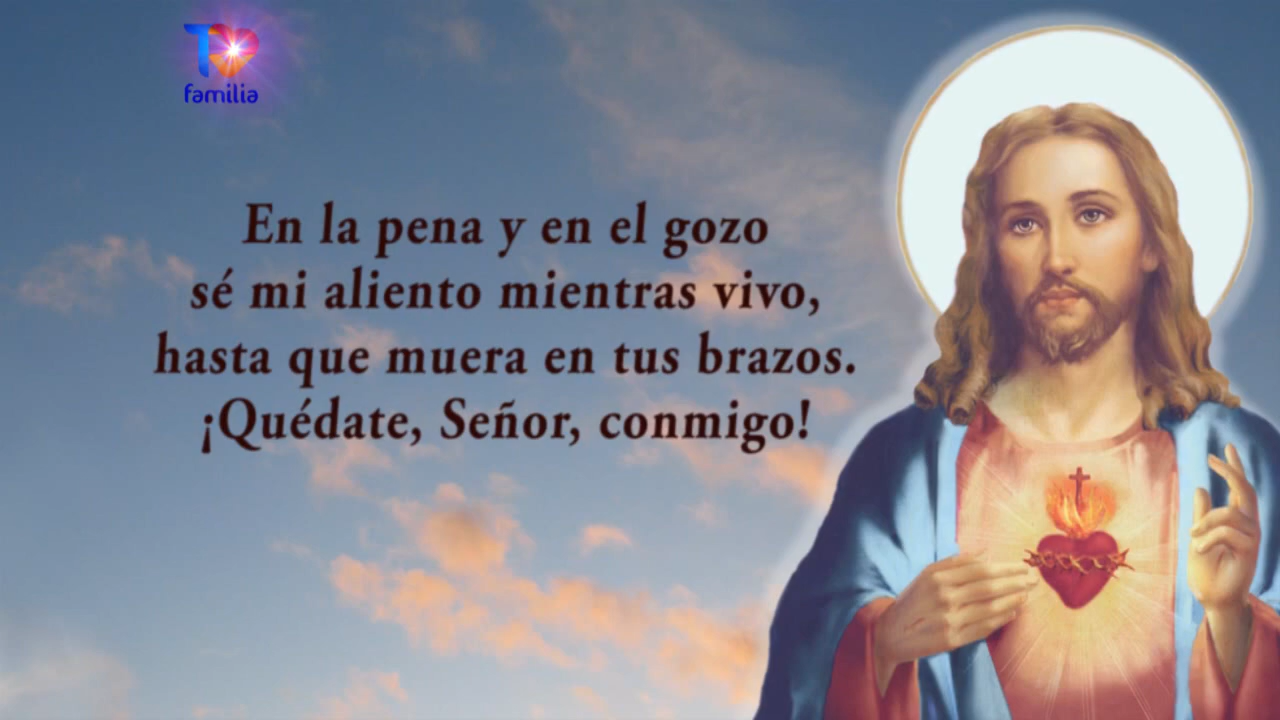 T
familia
En la pena y en el gozo
sé mi aliento mientras vivo,
hasta que muera en tus brazos.
¡Quédate, Señor, conmigo!